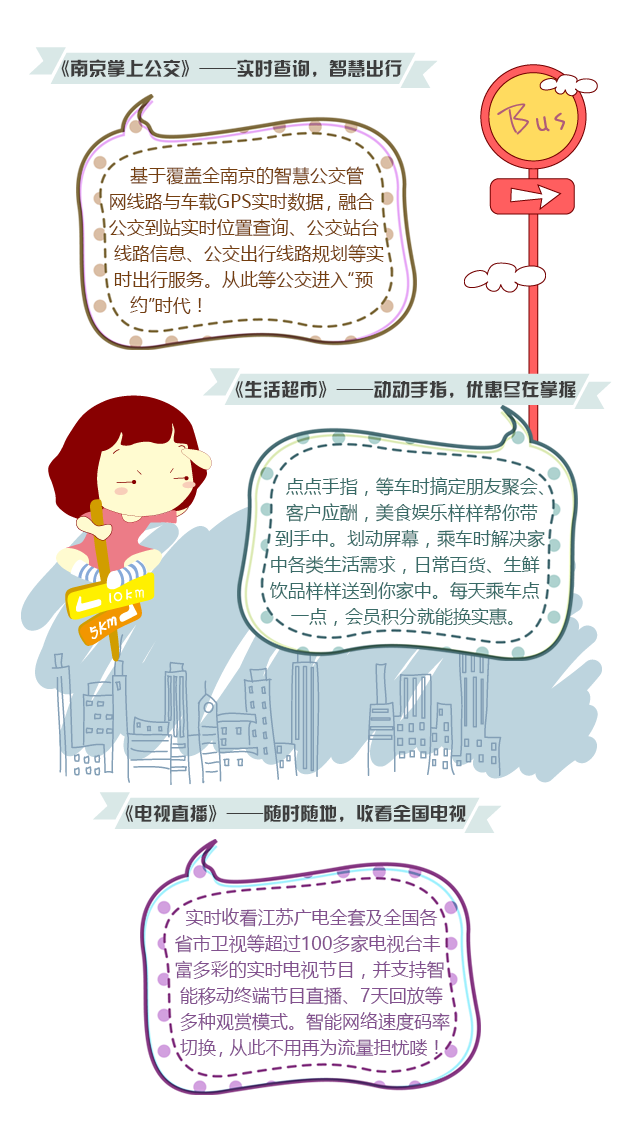 《南京掌上公交》——实时查询，智慧出行
Bus
基于覆盖全南京的智慧公交管
网线路与车载GPS实时数据，融合
公交到站实时位置查询、公交站台
线路信息、公交出行线路规划等实
时出行服务。从此等公交进入“预
约”时代！
《生活超市》——动动手指，优惠尽在掌握
点点手指，等车时搞定朋友聚会、
客户应酬，美食娱乐样样帮你带
到手中。划动屏幕，乘车时解决家
中各类生活需求，日常百货、生鲜
饮品样样送到你家中。每天乘车点
一点，会员积分就能换实惠。
10km
5Km
《电视直播》——随时随地，收看全国电视
实时收看江苏广电全套及全国各
省市卫视等超过100多家电视台丰
富多彩的实时电视节目，并支持智
能移动终端节目直播、7天回放等
多种观赏模式。智能网络速度码率
切换，从此不用再为流量担忧喽！